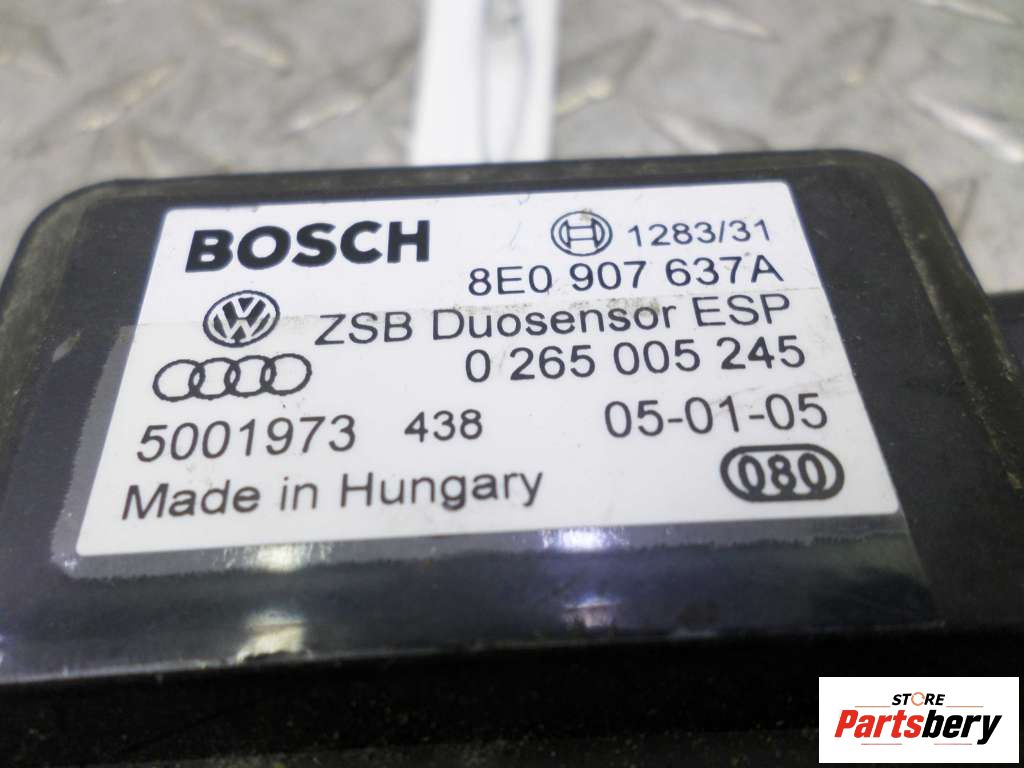 BOSCH
1283/31
8E0 907 637A
ZSB Duosensor ESP
0 265 005 245
5001973 438 05-01-05
Made in Hungary
080
STORE
Partsbery